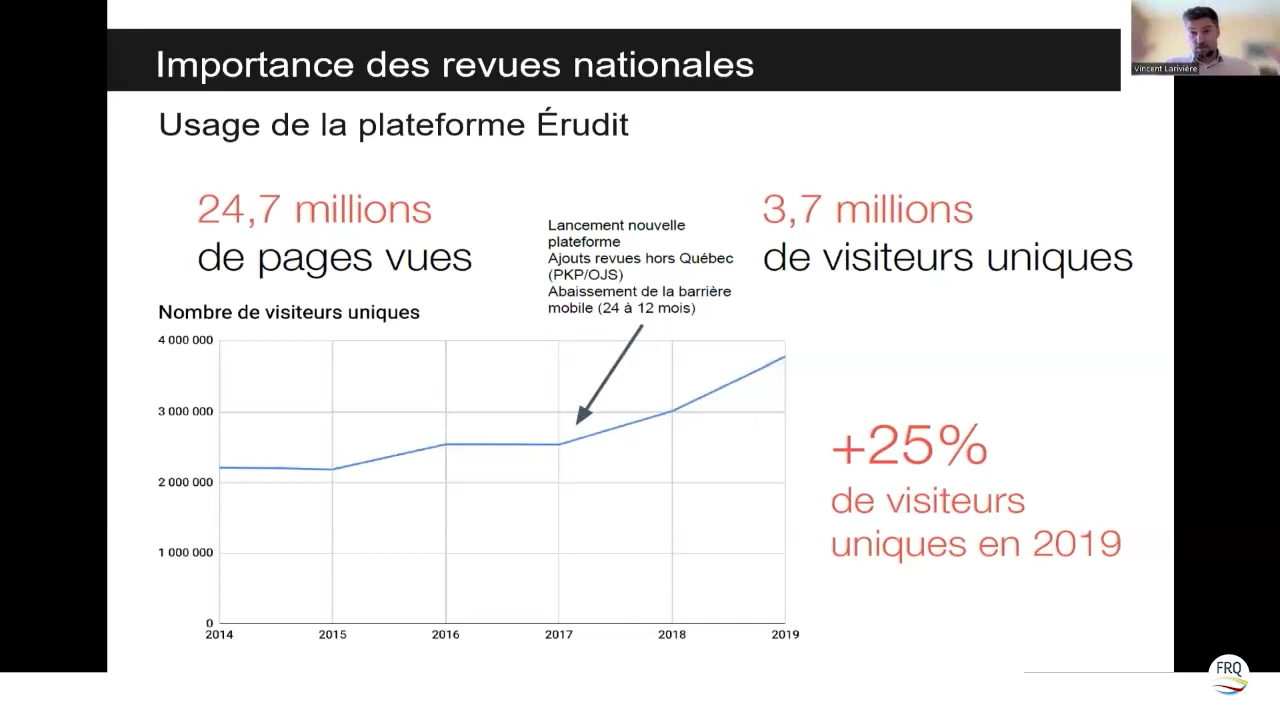 Importance des revues nationales
Vincent Larivière
Usage de la plateforme Érudit
24,7 millions
de pages vues
Lancement nouvelle
plateforme
Ajouts revues hors Québec
(PKP/OJS)
Abaissement de la barrière
mobile (24 à 12 mois)
3,7 millions
de visiteurs uniques
Nombre de visiteurs uniques
4 000 000
3 000 000
2 000 000
1 000 000
0
2014 2015 2016 2017 2018 2019
+25%
de visiteurs
uniques en 2019
FRQ